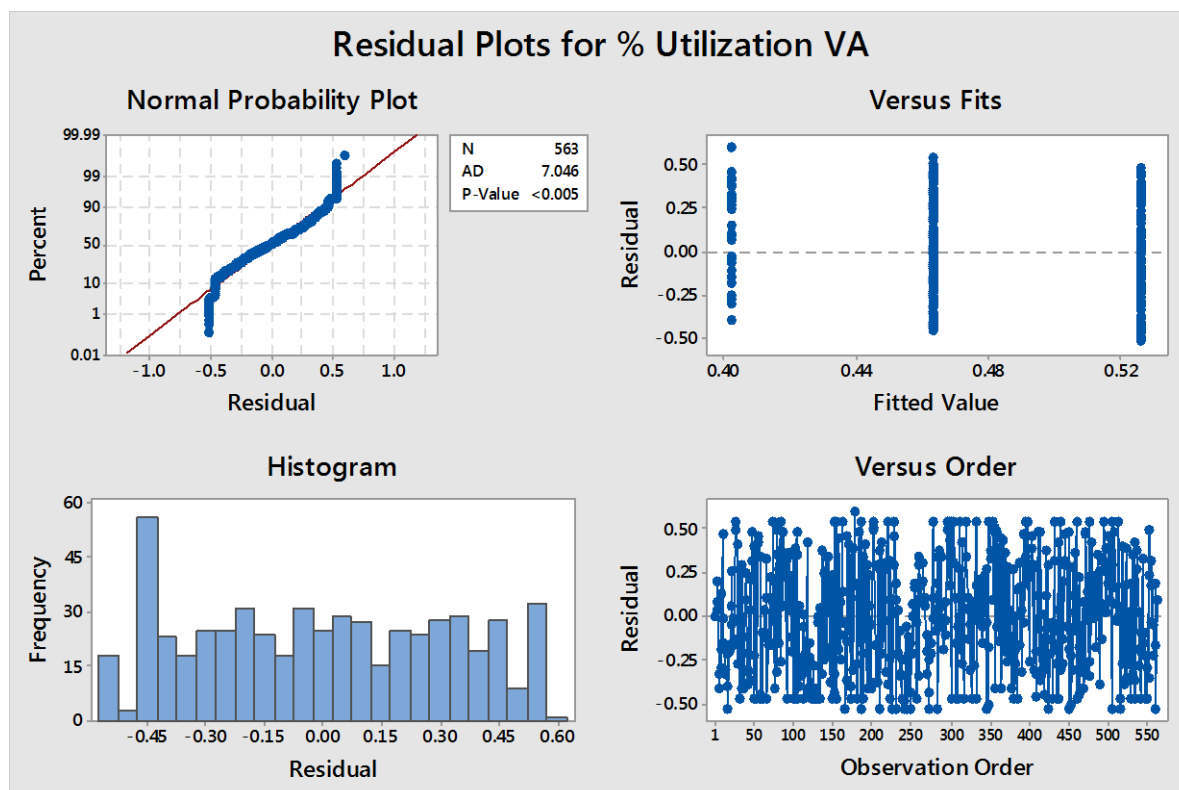 Residual Plots for % Utilization VA
Normal Probability Plot
99.99
99
90
50
10
1
0.01
Percent
-1.0 -0.5 0.0 0.5 1.0
Residual
N 563
AD 7.046
P-Value <0.005
Versus Fits
0.50
0.25
0.00
-0.25
-0.50
Residual
0.40 0.44 0.48 0.52
Fitted Value
Histogram
60
45
30
15
0
Frequency
-0.45 -0.30 -0.15 0.00 0.15 0.30 0.45 0.60
Residual
Versus Order
0.50
0.25
0.00
-0.25
-0.50
Residual
1 50 100 150 200 250 300 350 400 450 500 550
Observation Order